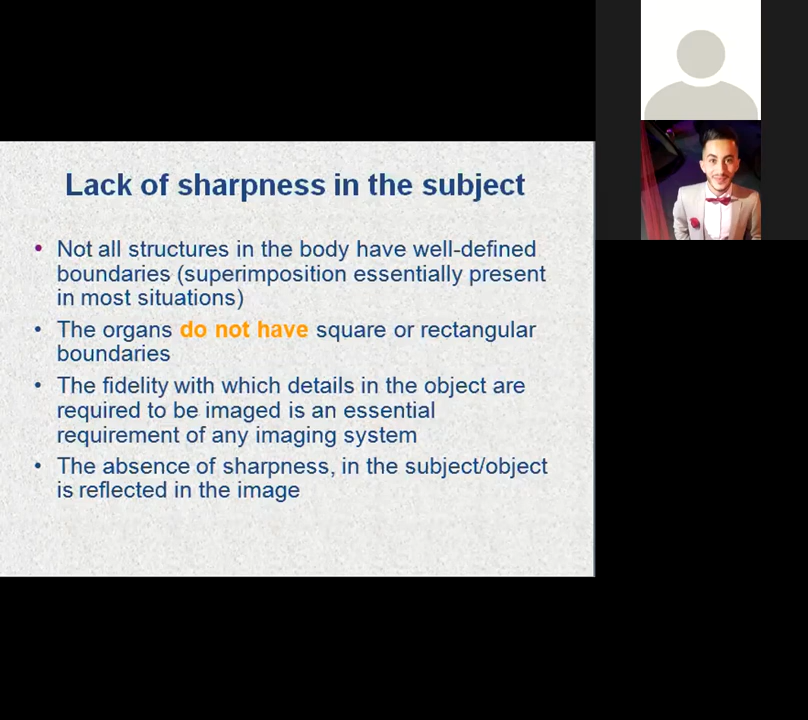 Lack of sharpness in the subject
• Not all structures in the body have well-defined
boundaries (superimposition essentially present
in most situations)
• The organs do not have square or rectangular
boundaries
• The fidelity with which details in the object are
required to be imaged is an essential
requirement of any imaging system
• The absence of sharpness, in the subject/object
is reflected in the image